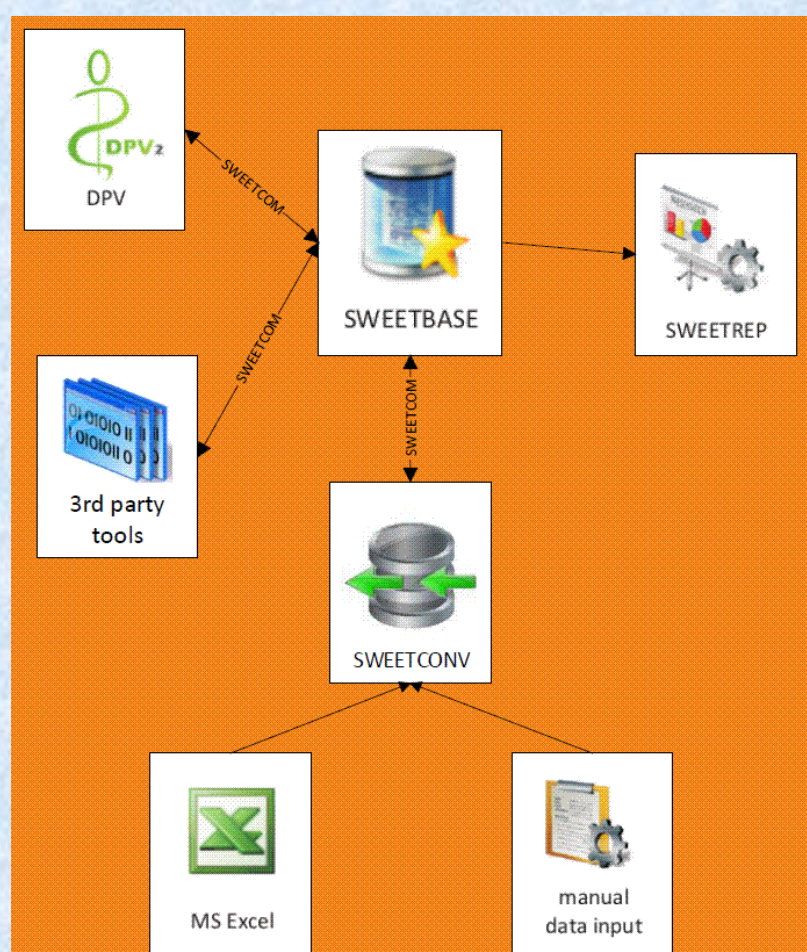 DPV2
DPV
SWEETCOM
SWEETBASE
SWEETREP
SWEETCOM
3rd party
tools
SWEETCOM
SWEETCONV
MS Excel
manual
data input